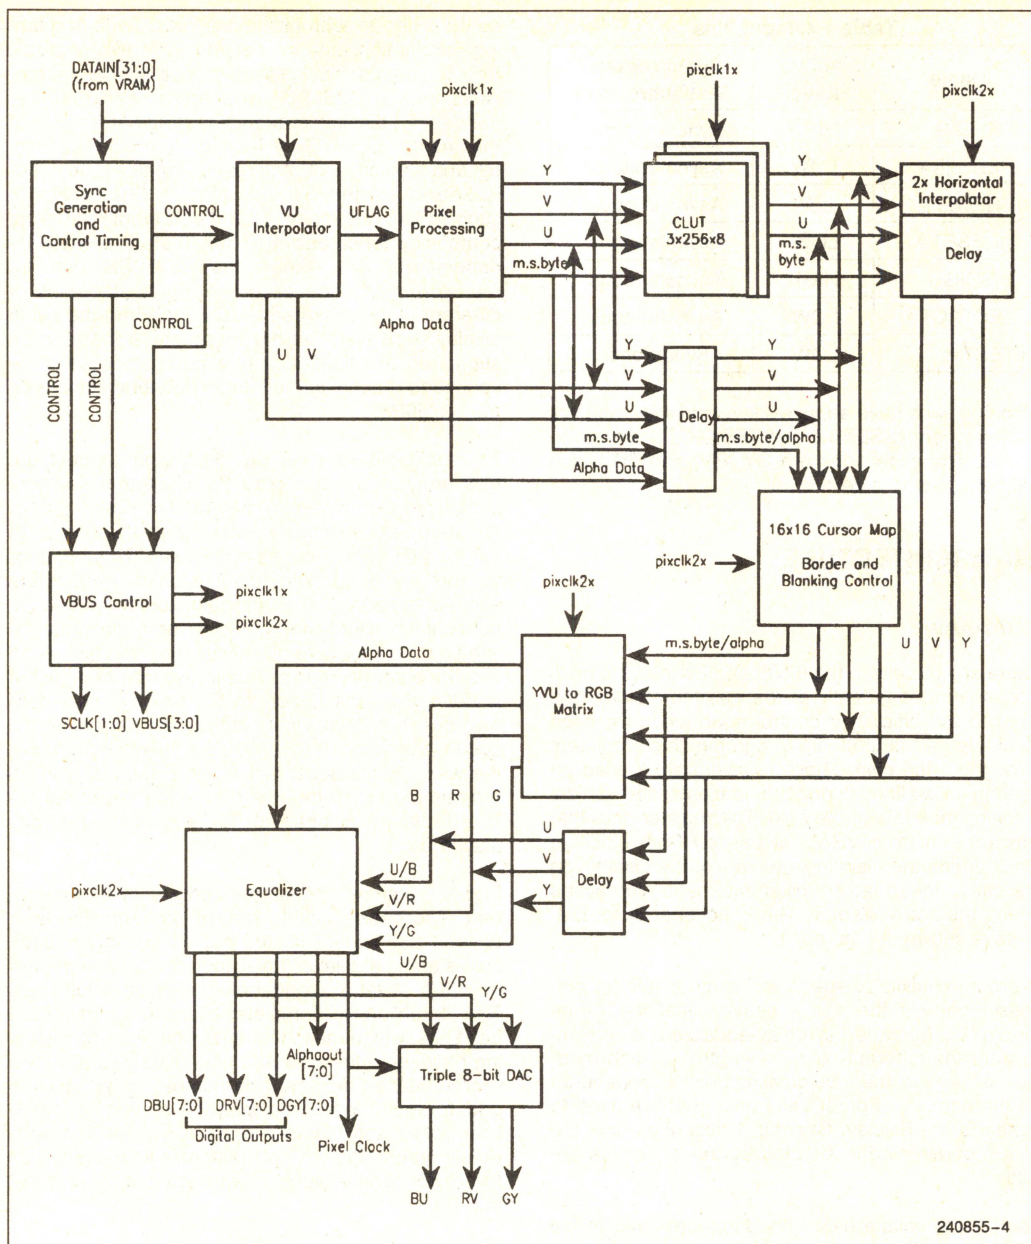 DATAIN[31:0]
(from VRAM)
pixclk1x
pixclk1x
pixclk2x
Sync
Generation
and
Control Timing
CONTROL
VU
Interpolator
UFLAG
Pixel
Processing
Y
V
U
m.s.byte
CLUT
3x256x8
Y
V
U
m.s.
byte
2x Horizontal
Interpolator
Delay
CONTROL
CONTROL
CONTROL
U V
Alpha Data
Y
V
U
m.s.byte
Alpha Data
Delay
Y
V
U
m.s.byte/alpha
16x16 Cursor Map
Border and
Blanking Control
pixclk2x
VBUS Control
pixclk1x
pixclk2x
SCLK[1:0] VBUS[3:0]
pixclk2x
m.s.byte/alpha
U V Y
Alpha Data
YVU to RGB
Matrix
B R G
U
V
Y
Delay
pixclk2x
Equalizer
U/B
V/R
Y/G
U/B
V/R
Y/G
Alphaout
[7:0]
Triple 8-bit DAC
DBU[7:0] DRV[7:0] DGY[7:0]
Digital Outputs
Pixel Clock
BU RV GY
240855-4